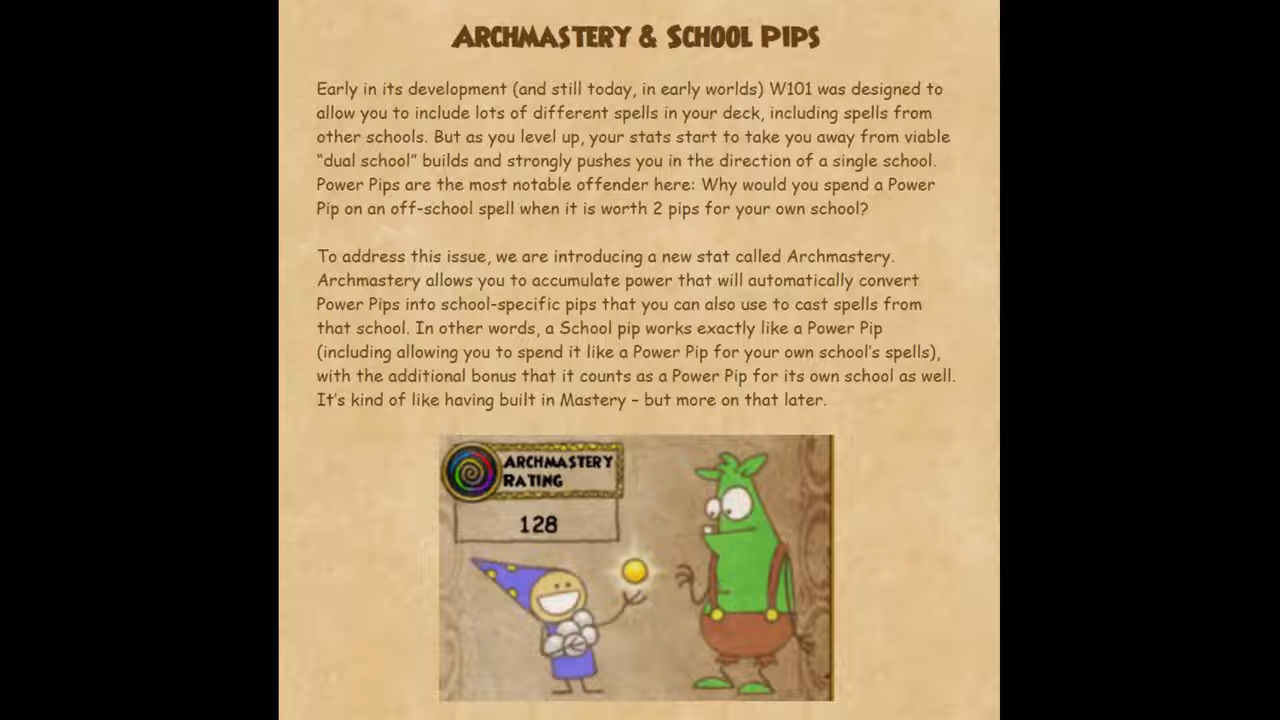 Archmastery & School Pips
Early in its development (and still today, in early worlds) W101 was designed to
allow you to include lots of different spells in your deck, including spells from
other schools. But as you level up, your stats start to take you away from viable
“dual school” builds and strongly pushes you in the direction of a single school.
Power Pips are the most notable offender here: Why would you spend a Power
Pip on an off-school spell when it is worth 2 pips for your own school?
To address this issue, we are introducing a new stat called Archmastery.
Archmastery allows you to accumulate power that will automatically convert
Power Pips into school-specific pips that you can also use to cast spells from
that school. In other words, a School pip works exactly like a Power Pip
(including allowing you to spend it like a Power Pip for your own school’s spells),
with the additional bonus that it counts as a Power Pip for its own school as well.
It’s kind of like having built in Mastery – but more on that later.
ARCHMASTERY
RATING
128